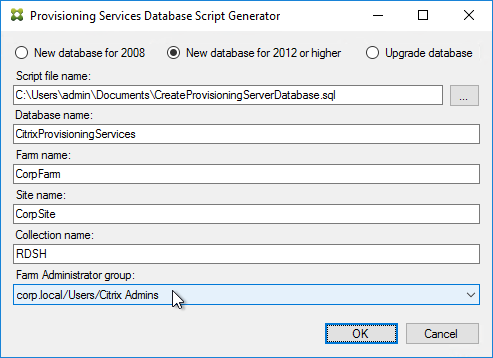 Provisioning Services Database Script Generator
New database for 2008 New database for 2012 or higher Upgrade database
Script file name:
C:\Users\admin\Documents\CreateProvisioningServerDatabase.sql ...
Database name:
CitrixProvisioningServices
Farm name:
CorpFarm
Site name:
CorpSite
Collection name:
RDSH
Farm Administrator group:
corp.local/Users/Citrix Admins
OK Cancel